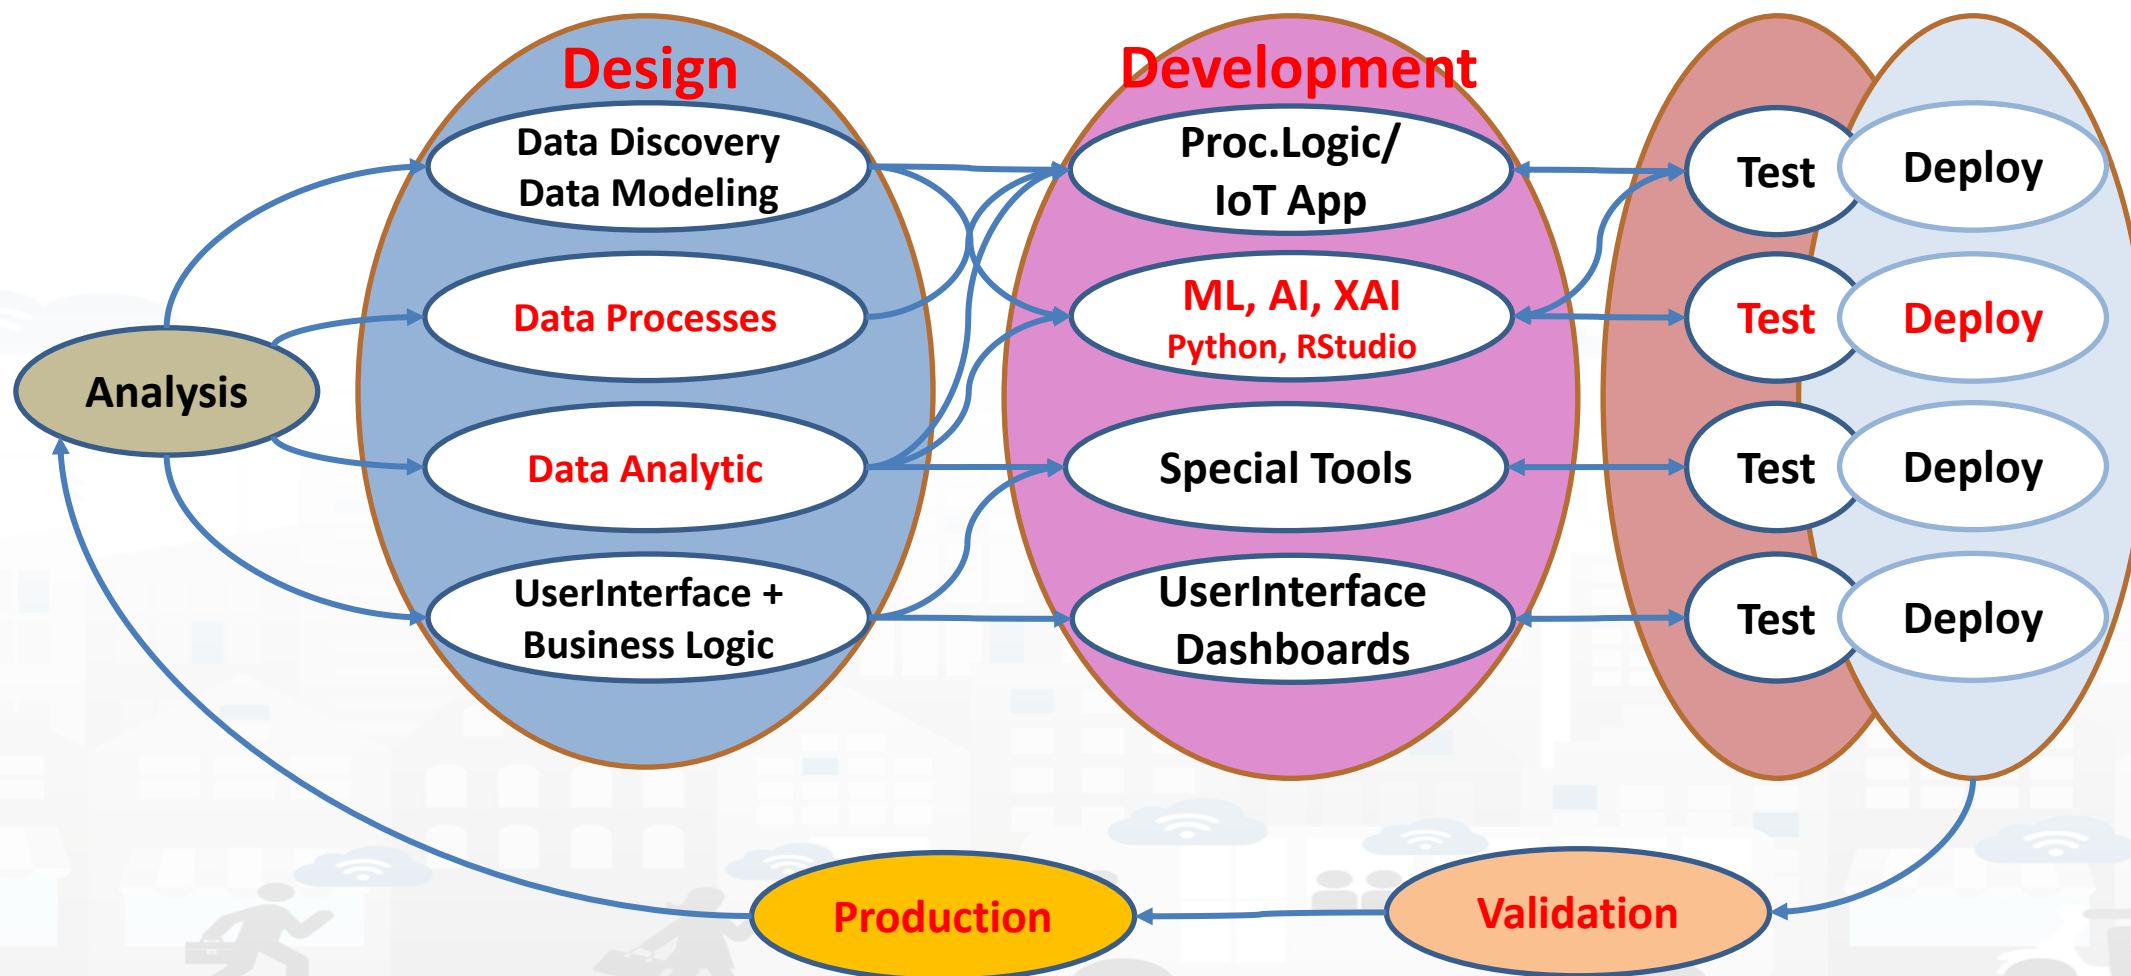 Design
Development
Data Discovery
Data Modeling
Proc.Logic/
IoT App
Test
Deploy
Data Processes
ML, AI, XAI
Python, RStudio
Test
Deploy
Analysis
Data Analytic
Special Tools
Test
Deploy
UserInterface +
Business Logic
UserInterface
Dashboards
Test
Deploy
Production
Validation